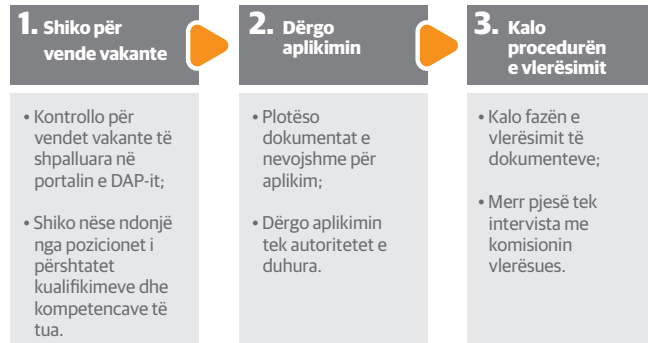 1. Shiko për
vende vakante
• Kontrollo për
vendet vakante të
shpalluara në
portalin e DAP-it;
• Shiko nëse ndonjë
nga pozicionet i
përshtatet
kualifikimeve dhe
kompetencave të
tua.
2. Dërgo
aplikimin
• Plotëso
dokumentat e
nevojshme për
aplikim;
• Dërgo aplikimin
tek autoritetet e
duhura.
3. Kalo
procedurën
e vlerësimit
• Kalo fazën e
vlerësimit të
dokumenteve;
• Merr pjesë tek
intervista me
komisionin
vlerësues.